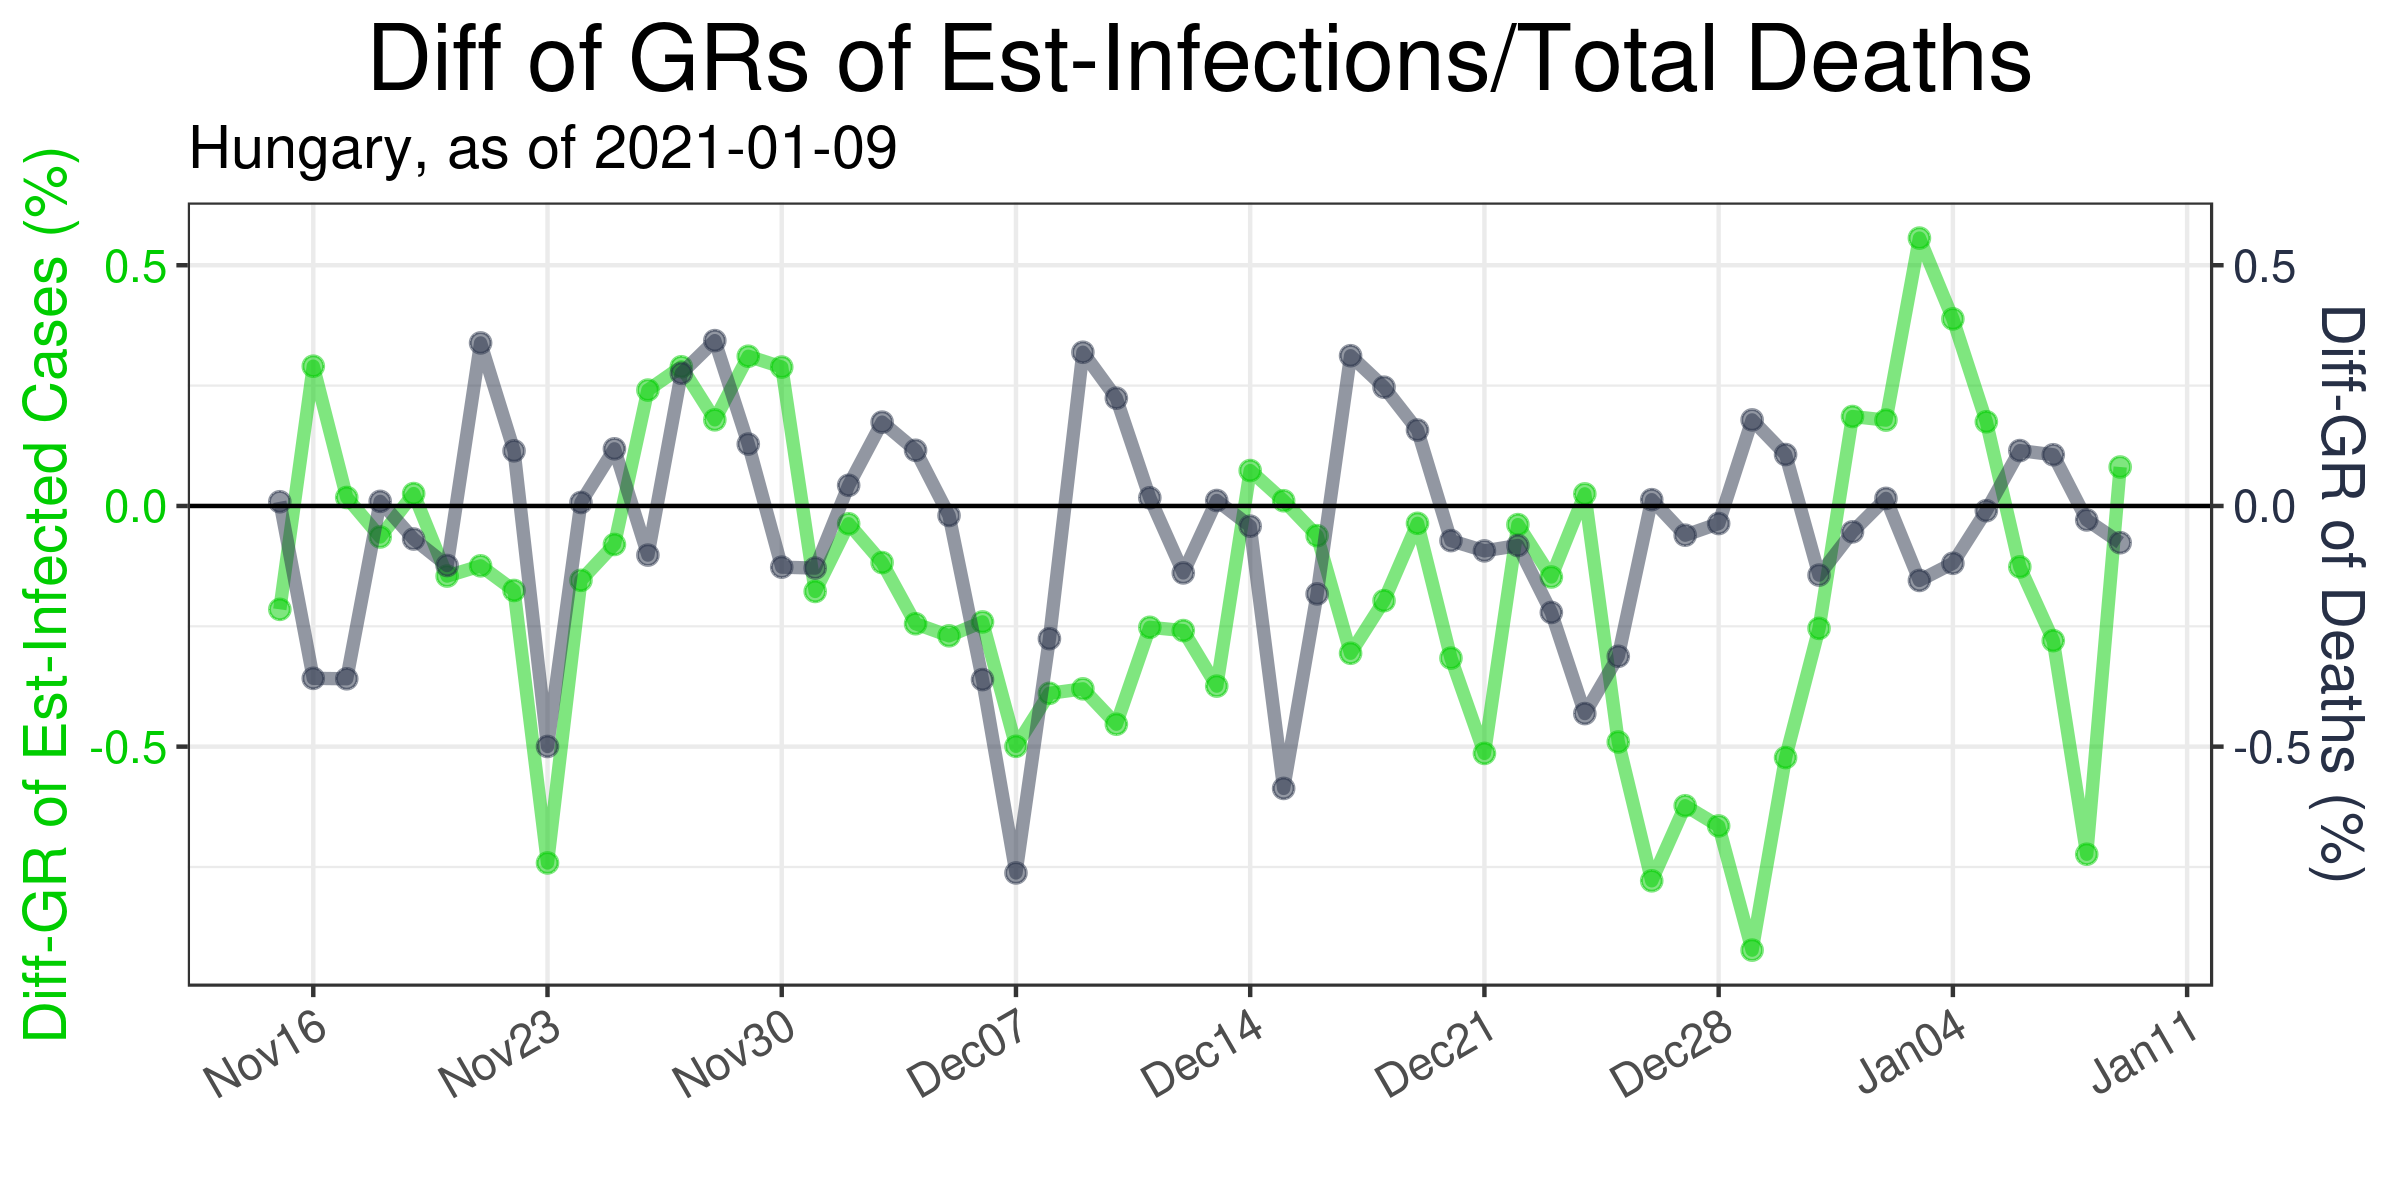 Diff of GRs of Est-Infections/Total Deaths
Hungary, as of 2021-01-09
Diff-GR of Est-Infected Cases (%)
0.5
0.0
-0.5
0.5
0.0
-0.5
Diff-GR of Deaths (%)
Nov16
Nov23
Nov30
Dec07
Dec14
Dec21
Dec28
Jan04
Jan11